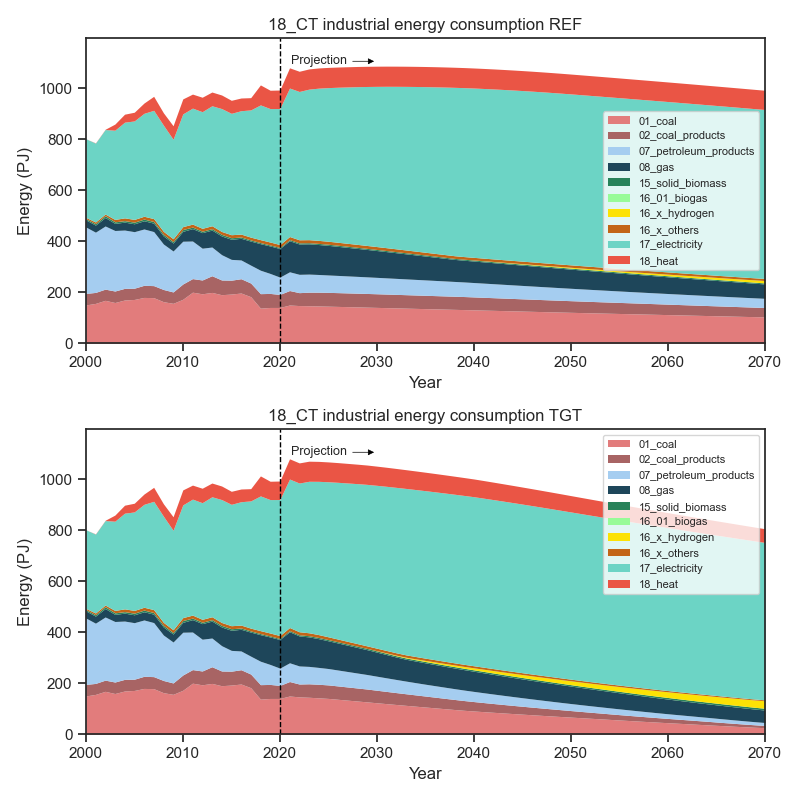 18_CT industrial energy consumption REF
Projection
1000
800
600
400
200
0
Energy (PJ)
01_coal
02_coal_products
07_petroleum_products
08_gas
15_solid_biomass
16_01_biogas
16_x_hydrogen
16_x_others
17_electricity
18_heat
2000 2010 2020 2030 2040 2050 2060 2070
Year
18_CT industrial energy consumption TGT
Projection
1000
800
600
400
200
0
Energy (PJ)
01_coal
02_coal_products
07_petroleum_products
08_gas
15_solid_biomass
16_01_biogas
16_x_hydrogen
16_x_others
17_electricity
18_heat
2000 2010 2020 2030 2040 2050 2060 2070
Year